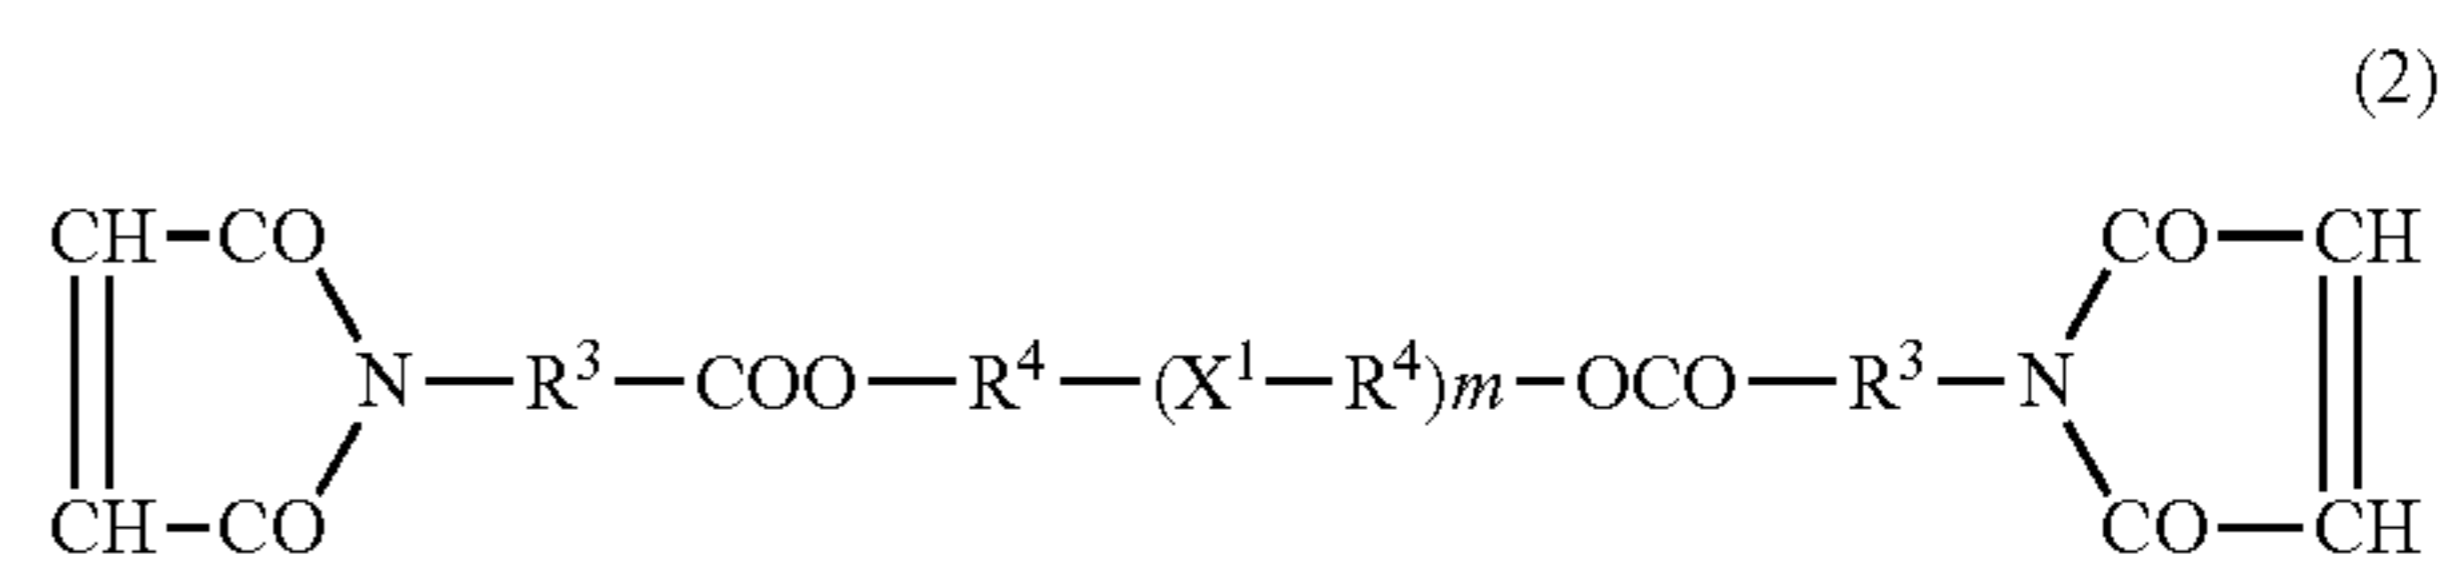 (2)
CH—CO CO—CH
N—R³—COO—R⁴—(X¹—R⁴)m—OCO—R³—N
CH—CO CO—CH